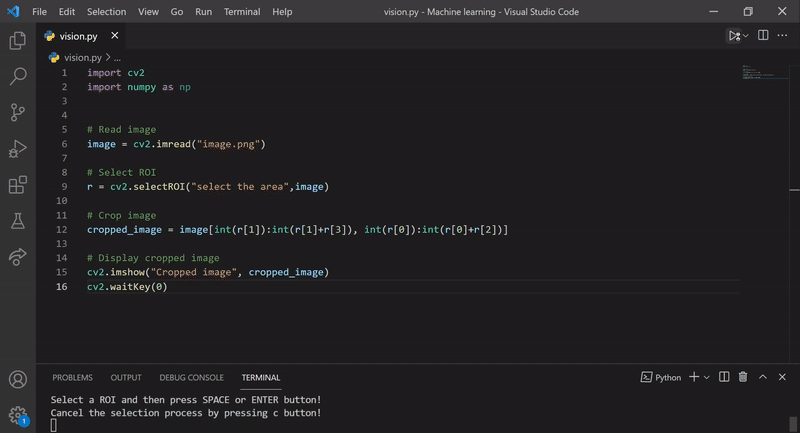 File Edit Selection View Go Run Terminal Help vision.py - Machine learning - Visual Studio Code
vision.py
vision.py > ...
1 import cv2
2 import numpy as np
3
4
5 # Read image
6 image = cv2.imread("image.png")
7
8 # Select ROI
9 r = cv2.selectROI("select the area",image)
10
11 # Crop image
12 cropped_image = image[int(r[1]):int(r[1]+r[3]), int(r[0]):int(r[0]+r[2])]
13
14 # Display cropped image
15 cv2.imshow("Cropped image", cropped_image)
16 cv2.waitKey(0)
PROBLEMS OUTPUT DEBUG CONSOLE TERMINAL Python
Select a ROI and then press SPACE or ENTER button!
Cancel the selection process by pressing c button!
1